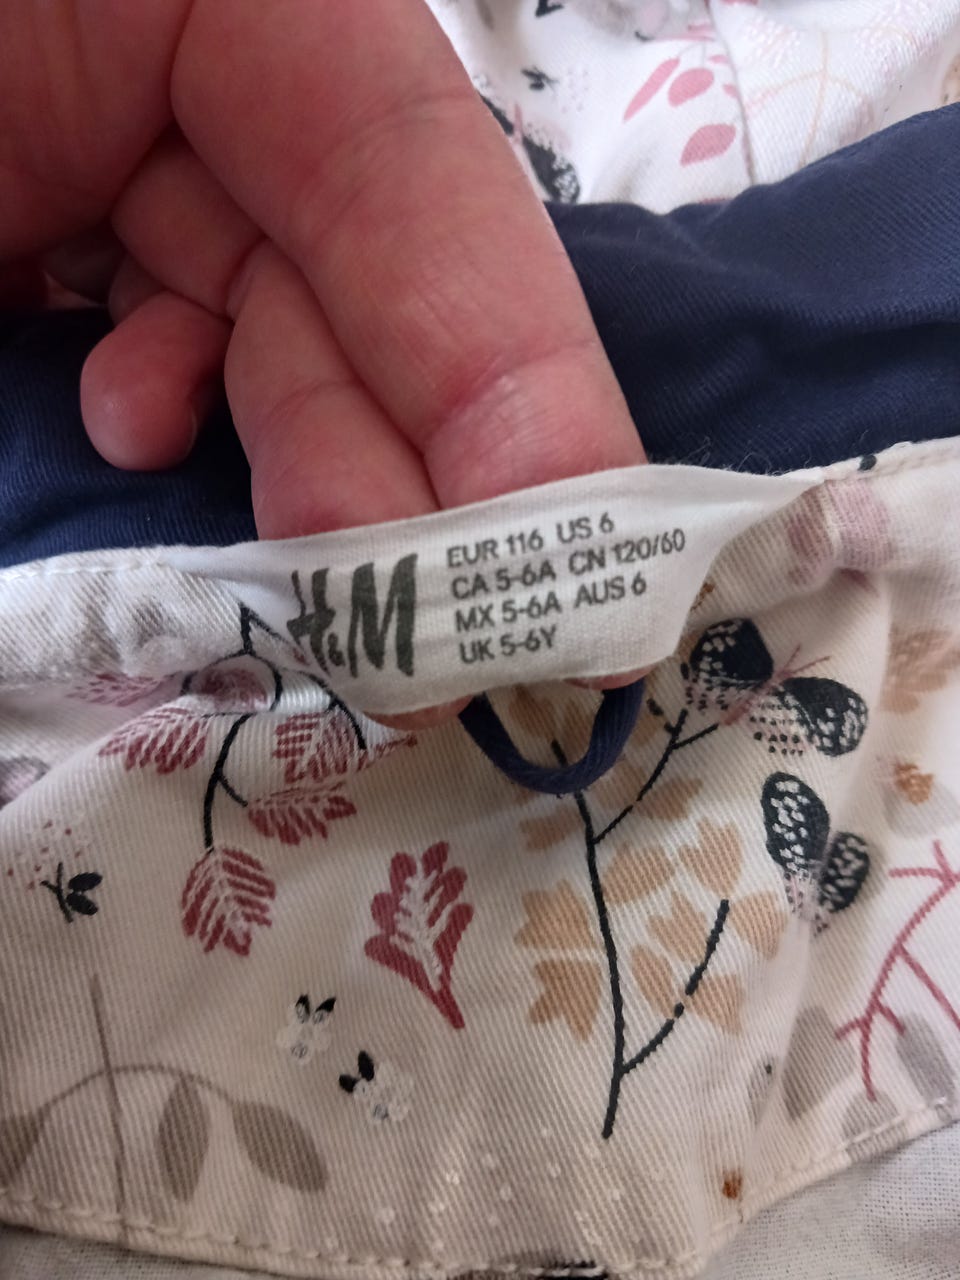 H&M
EUR 116 US 6
CA 5-6A CN 120/60
MX 5-6A AUS 6
UK 5-6Y